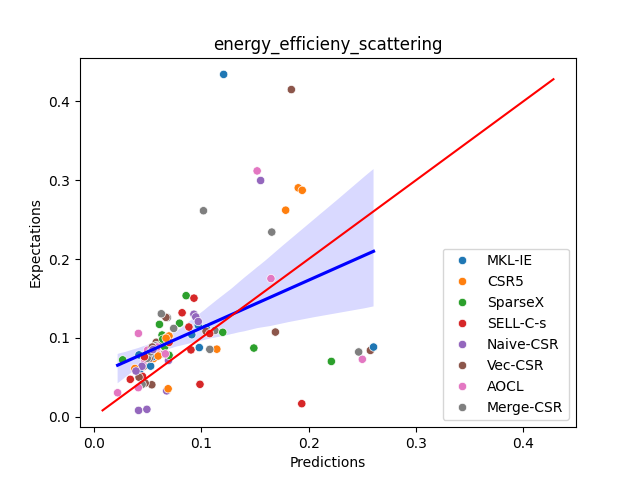 energy_efficieny_scattering
Expectations
0.4
0.3
0.2
0.1
0.0
0.0 0.1 0.2 0.3 0.4
Predictions
MKL-IE
CSR5
SparseX
SELL-C-s
Naive-CSR
Vec-CSR
AOCL
Merge-CSR